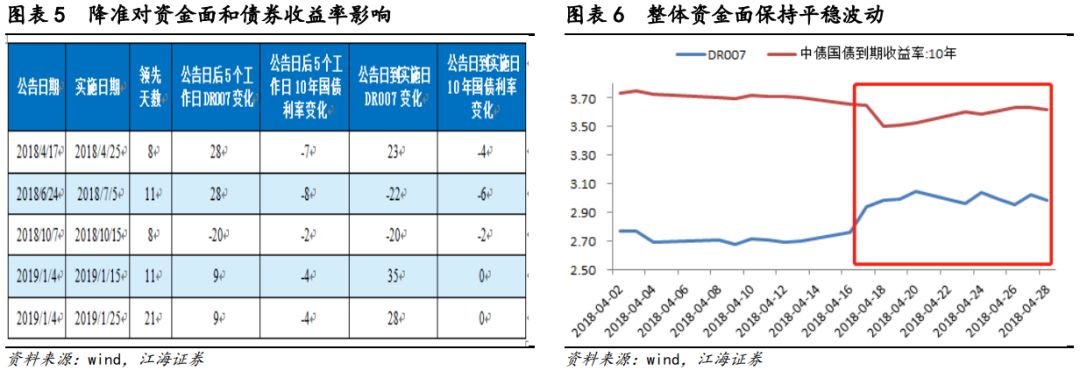 图表5 降准对资金面和债券收益率影响
公告日期 实施日期 领先天数 公告日后5个工作日DR007变化 公告日后5个工作日10年国债利率变化 公告日到实施日DR007变化 公告日到实施日10年国债利率变化
2018/4/17 2018/4/25 8 28 -7 23 -4
2018/6/24 2018/7/5 11 28 -8 -22 -6
2018/10/7 2018/10/15 8 -20 -2 -20 -2
2019/1/4 2019/1/15 11 9 -4 35 0
2019/1/4 2019/1/25 21 9 -4 28 0
资料来源:wind,江海证券
图表6 整体资金面保持平稳波动
DR007 中债国债到期收益率:10年
3.70
3.50
3.30
3.10
2.90
2.70
2.50
2018-04-02
2018-04-04
2018-04-06
2018-04-08
2018-04-10
2018-04-12
2018-04-14
2018-04-16
2018-04-18
2018-04-20
2018-04-22
2018-04-24
2018-04-26
2018-04-28
资料来源:wind,江海证券